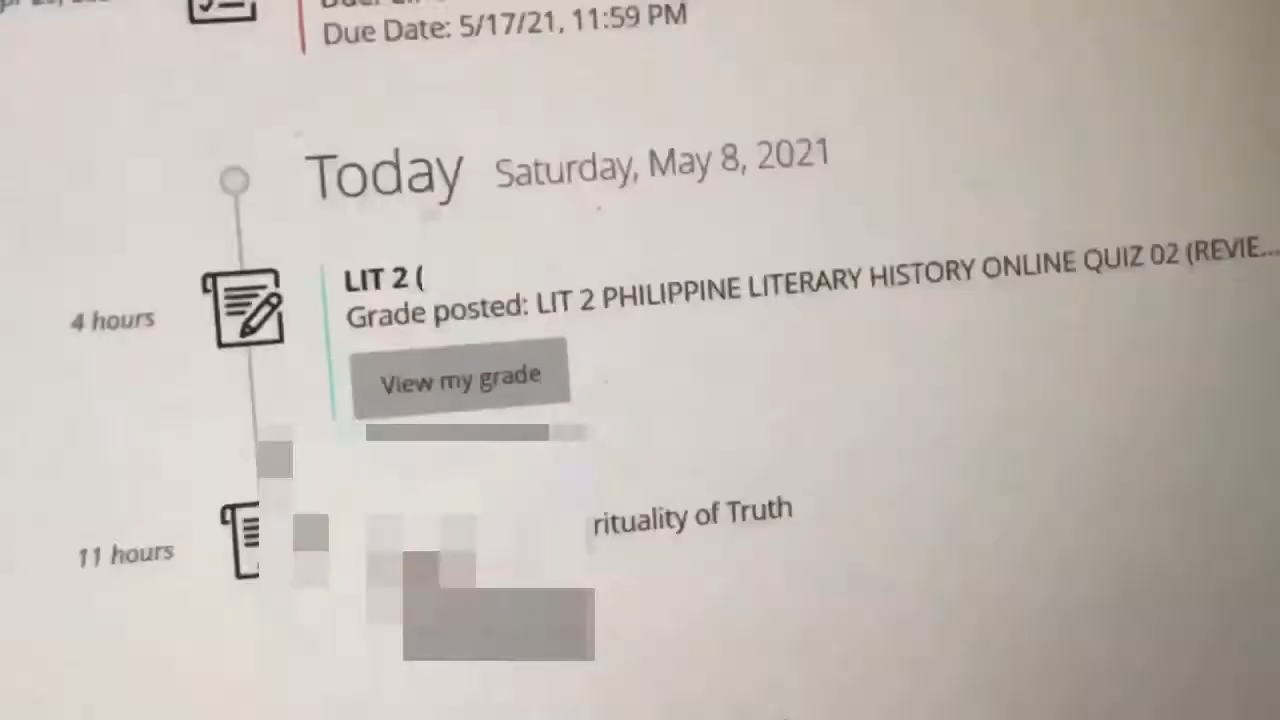 Due Date: 5/17/21, 11:59 PM
Today Saturday, May 8, 2021
LIT 2 (
4 hours
Grade posted: LIT 2 PHILIPPINE LITERARY HISTORY ONLINE QUIZ 02 (REVIE...
View my grade
rituality of Truth
11 hours